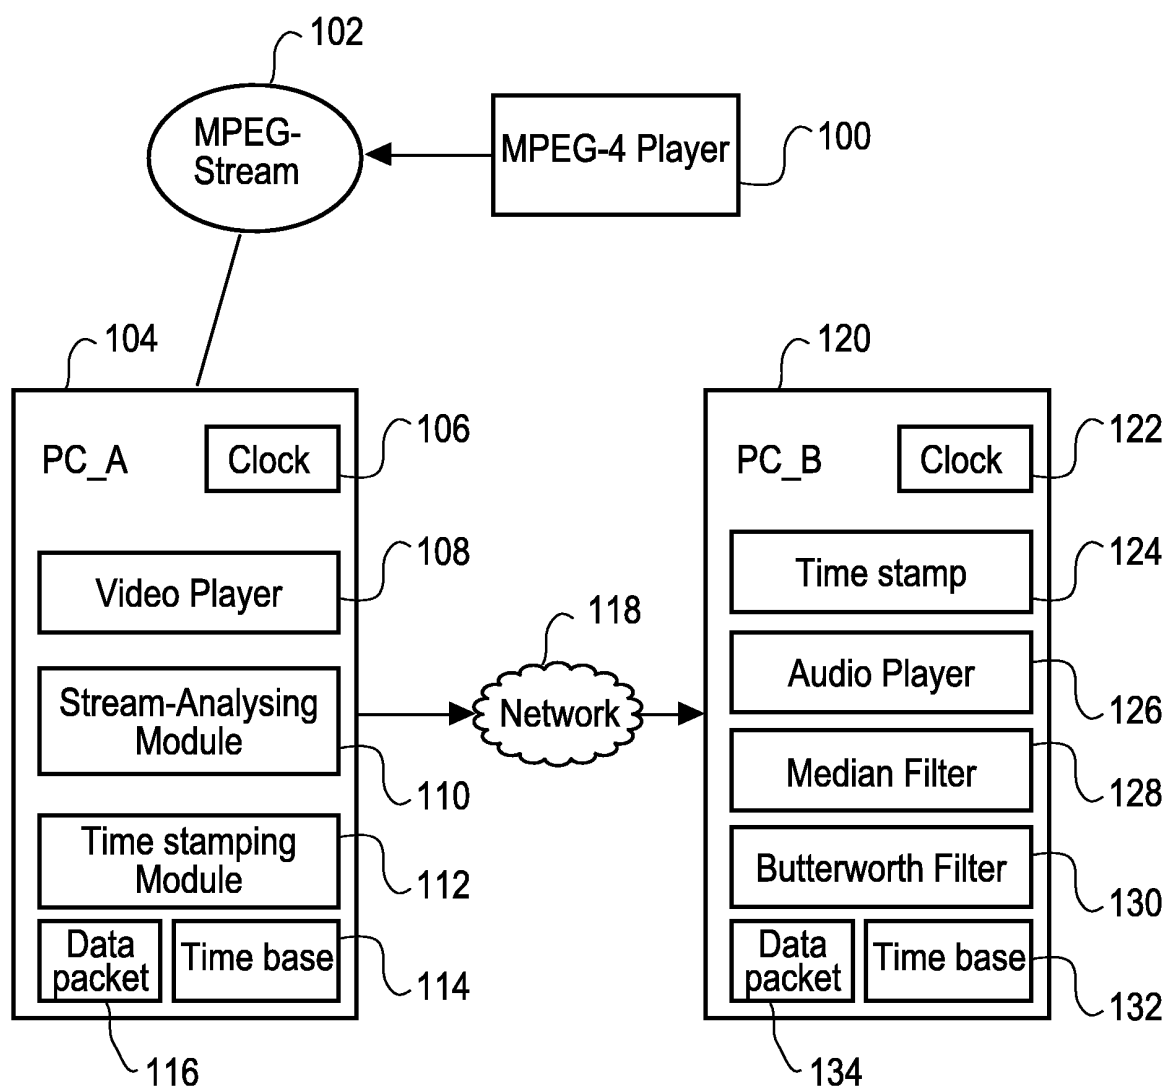 102
MPEG-
Stream
MPEG-4 Player
100
104
PC_A
Clock
106
Video Player
108
Stream-Analysing
Module
110
Time stamping
Module
112
Data
packet
Time base
114
116
118
Network
120
PC_B
Clock
122
Time stamp
124
Audio Player
126
Median Filter
128
Butterworth Filter
130
Data
packet
Time base
132
134